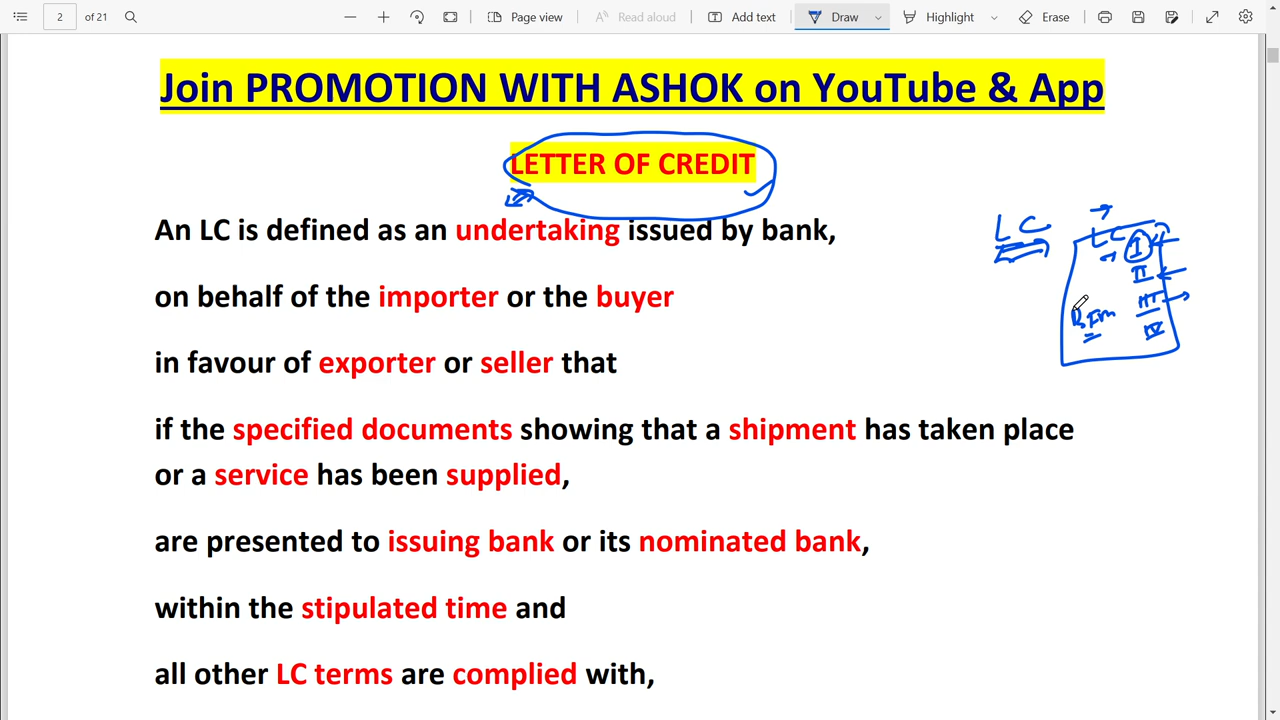 2 of 21 Page view Read aloud Add text Draw Highlight Erase
Join PROMOTION WITH ASHOK on YouTube & App
LETTER OF CREDIT
An LC is defined as an undertaking issued by bank,
LC
LC I
II
III
IV
on behalf of the importer or the buyer
in favour of exporter or seller that
if the specified documents showing that a shipment has taken place
or a service has been supplied,
are presented to issuing bank or its nominated bank,
within the stipulated time and
all other LC terms are complied with,